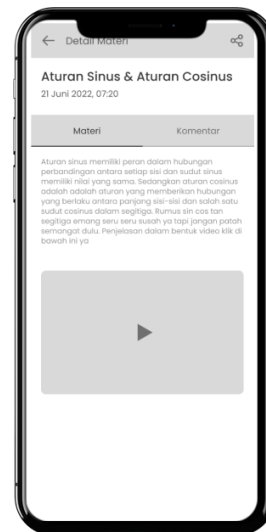 Detail Materi
Aturan Sinus & Aturan Cosinus
21 Juni 2022, 07:20
Materi
Komentar
Aturan sinus memiliki peran dalam hubungan
perbandingan antara setiap sisi dan sudut sinus
memiliki nilai yang sama. Sedangkan aturan cosinus
adalah adalah aturan yang memberikan hubungan
yang berlaku antara panjang sisi-sisi dan salah satu
sudut cosinus dalam segitiga. Rumus sin cos tan
segitiga emang seru seru susah ya tapi jangan patah
semangat dulu. Penjelasan dalam bentuk video klik di
bawah ini ya